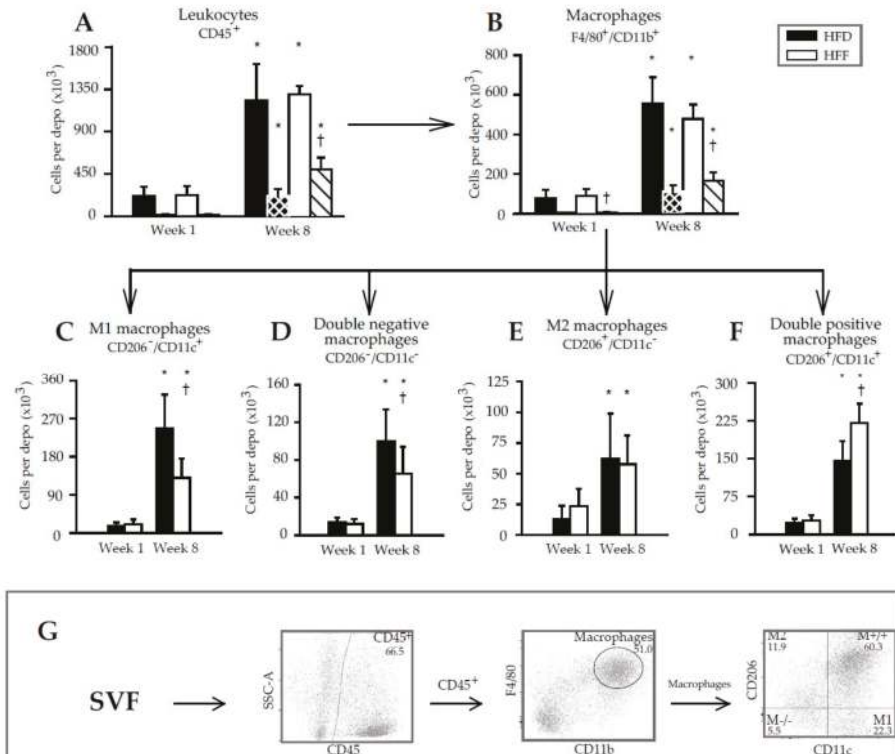 A
Leukocytes
CD45+
Cells per depo (x10³)
1800
1350
900
450
0
*
*
*
*
†
Week 1
Week 8
B
Macrophages
F4/80+/CD11b+
Cells per depo (x10³)
800
600
400
200
0
†
*
*
*
*
†
Week 1
Week 8
HFD
HFF
C
M1 macrophages
CD206-/CD11c+
Cells per depo (x10³)
360
270
180
90
0
*
*
†
Week 1
Week 8
D
Double negative
macrophages
CD206-/CD11c-
Cells per depo (x10³)
160
120
80
40
0
*
*
†
Week 1
Week 8
E
M2 macrophages
CD206+/CD11c-
Cells per depo (x10³)
125
100
75
50
25
0
*
*
Week 1
Week 8
F
Double positive
macrophages
CD206+/CD11c+
Cells per depo (x10³)
300
225
150
75
0
*
*
†
Week 1
Week 8
G
SVF
SSC-A
CD45+
66.5
CD45
CD45+
F4/80
Macrophages
51.0
CD11b
Macrophages
CD206
M2
11.9
M+/+
60.3
M-/-
5.5
M1
22.3
CD11c